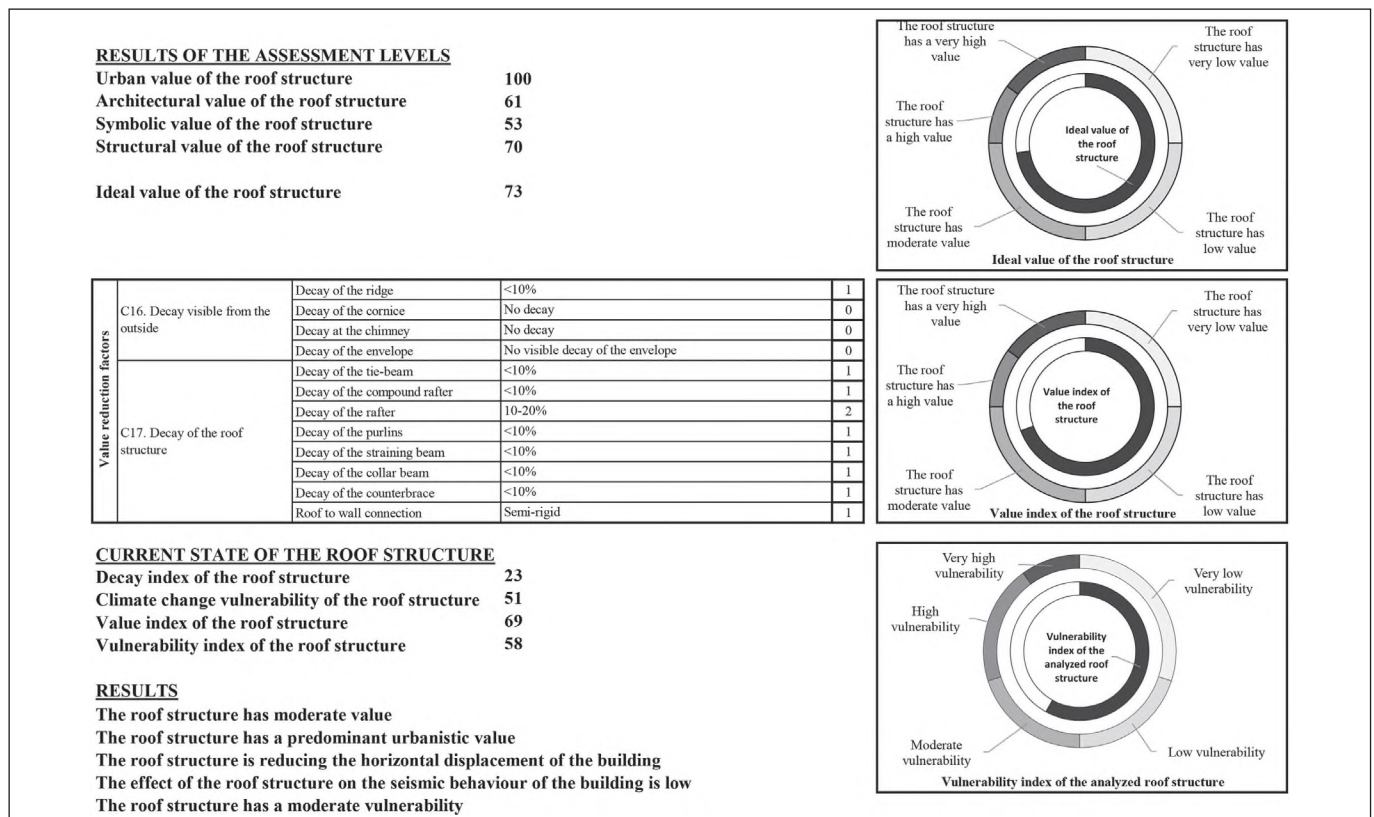 RESULTS OF THE ASSESSMENT LEVELS
Urban value of the roof structure 100
Architectural value of the roof structure 61
Symbolic value of the roof structure 53
Structural value of the roof structure 70
Ideal value of the roof structure 73
The roof structure
has a very high
value
The roof
structure has
very low value
The roof
structure has
a high value
Ideal value of
the roof
structure
The roof
structure has
moderate value
The roof
structure has
low value
Ideal value of the roof structure
Value reduction factors
C16. Decay visible from the
outside
Decay of the ridge <10% 1
Decay of the cornice No decay 0
Decay at the chimney No decay 0
Decay of the envelope No visible decay of the envelope 0
C17. Decay of the roof
structure
Decay of the tie-beam <10% 1
Decay of the compound rafter <10% 1
Decay of the rafter 10-20% 2
Decay of the purlins <10% 1
Decay of the straining beam <10% 1
Decay of the collar beam <10% 1
Decay of the counterbrace <10% 1
Roof to wall connection Semi-rigid 1
The roof structure
has a very high
value
The roof
structure has
very low value
The roof
structure has
a high value
Value index of
the roof
structure
The roof
structure has
moderate value
The roof
structure has
low value
Value index of the roof structure
CURRENT STATE OF THE ROOF STRUCTURE
Decay index of the roof structure 23
Climate change vulnerability of the roof structure 51
Value index of the roof structure 69
Vulnerability index of the roof structure 58
RESULTS
The roof structure has moderate value
The roof structure has a predominant urbanistic value
The roof structure is reducing the horizontal displacement of the building
The effect of the roof structure on the seismic behaviour of the building is low
The roof structure has a moderate vulnerability
Very high
vulnerability
Very low
vulnerability
High
vulnerability
Vulnerability
index of the
analyzed roof
structure
Moderate
vulnerability
Low vulnerability
Vulnerability index of the analyzed roof structure